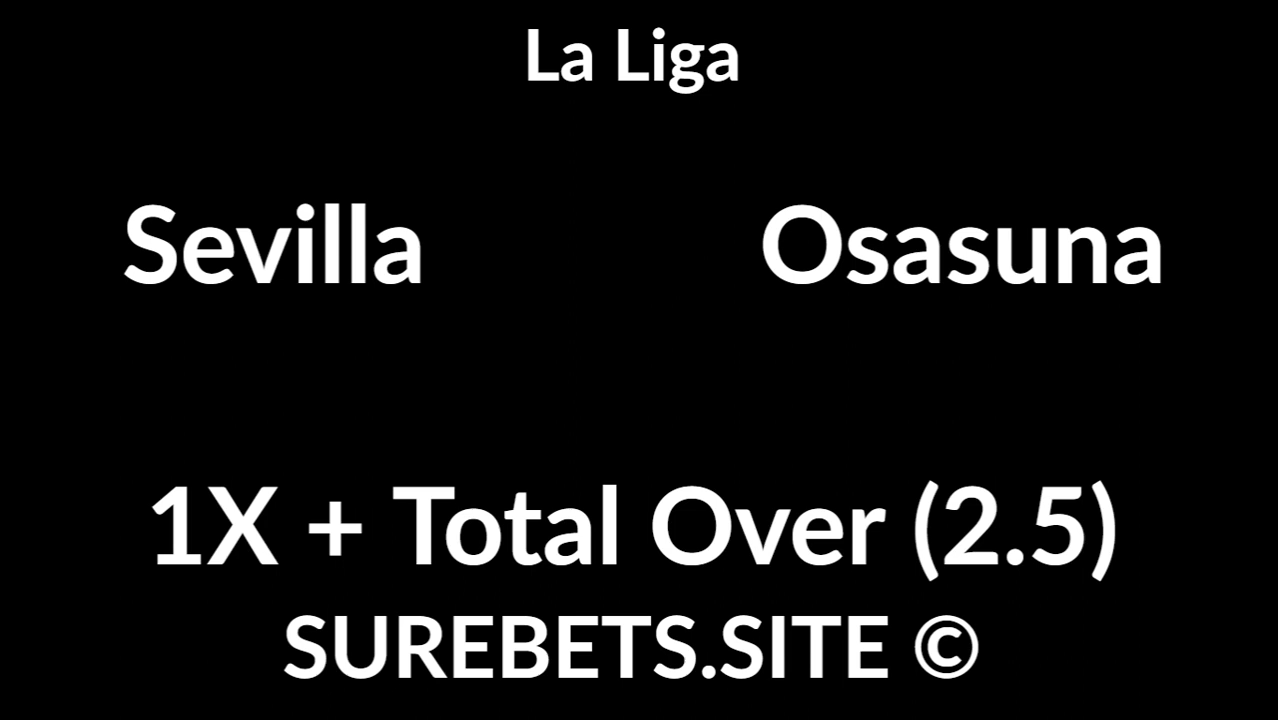 La Liga
Sevilla Osasuna
1X + Total Over (2.5)
SUREBETS.SITE ©